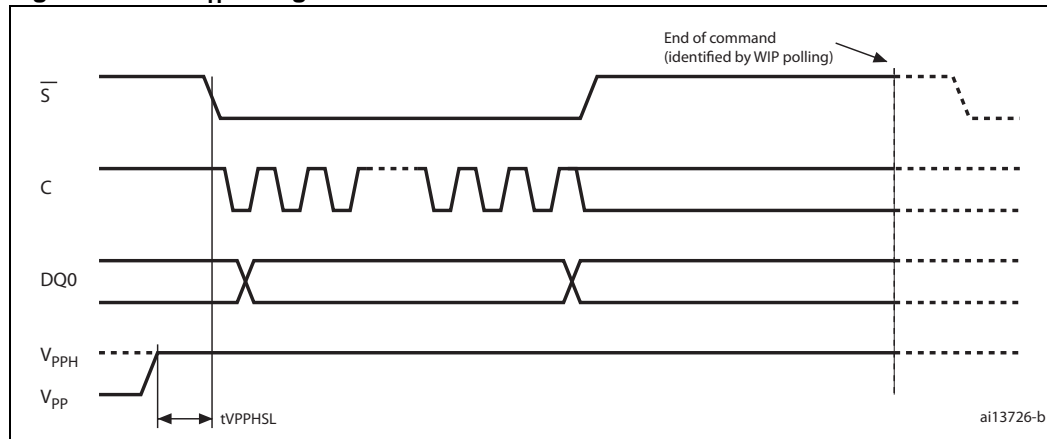 End of command
(identified by WIP polling)
S
C
DQ0
VPPH
VPP
tVPPHSL
ai13726-b